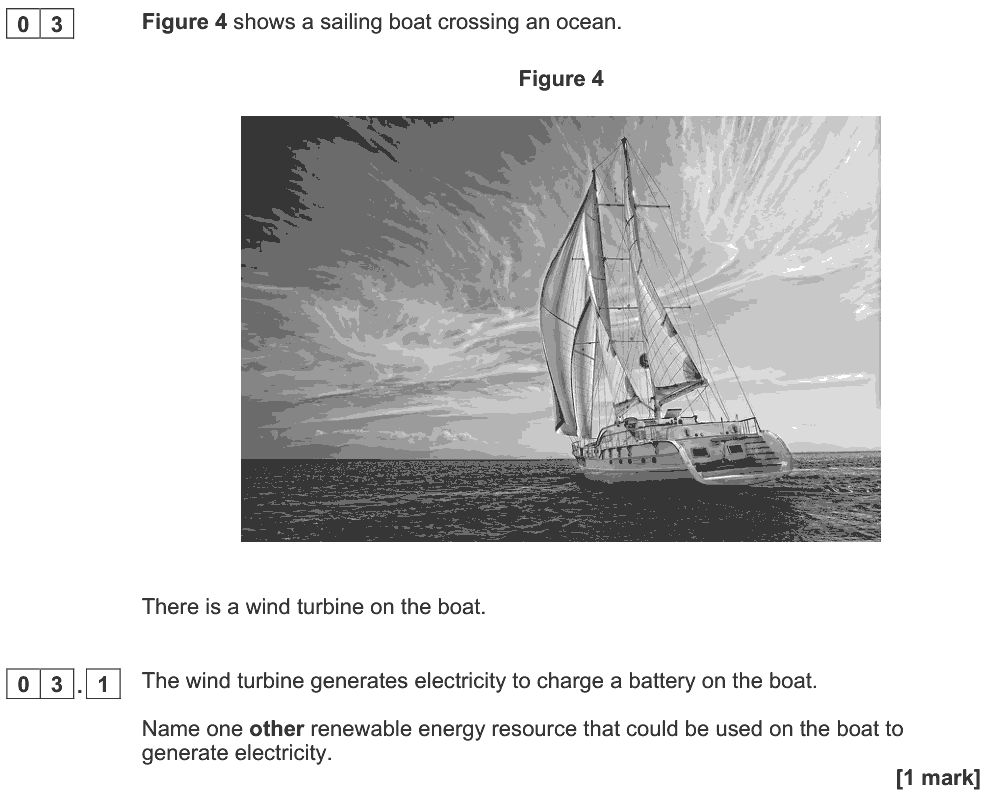 0 3 Figure 4 shows a sailing boat crossing an ocean.
Figure 4
There is a wind turbine on the boat.
0 3 . 1 The wind turbine generates electricity to charge a battery on the boat.
Name one other renewable energy resource that could be used on the boat to
generate electricity.
[1 mark]